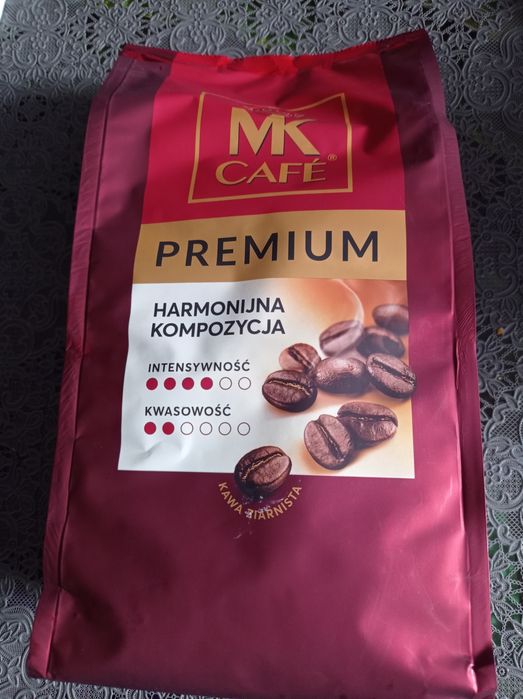 MK
CAFÉ®
PREMIUM
HARMONIJNA
KOMPOZYCJA
INTENSYWNOŚĆ
KWASOWOŚĆ
KAWA ZIARNISTA